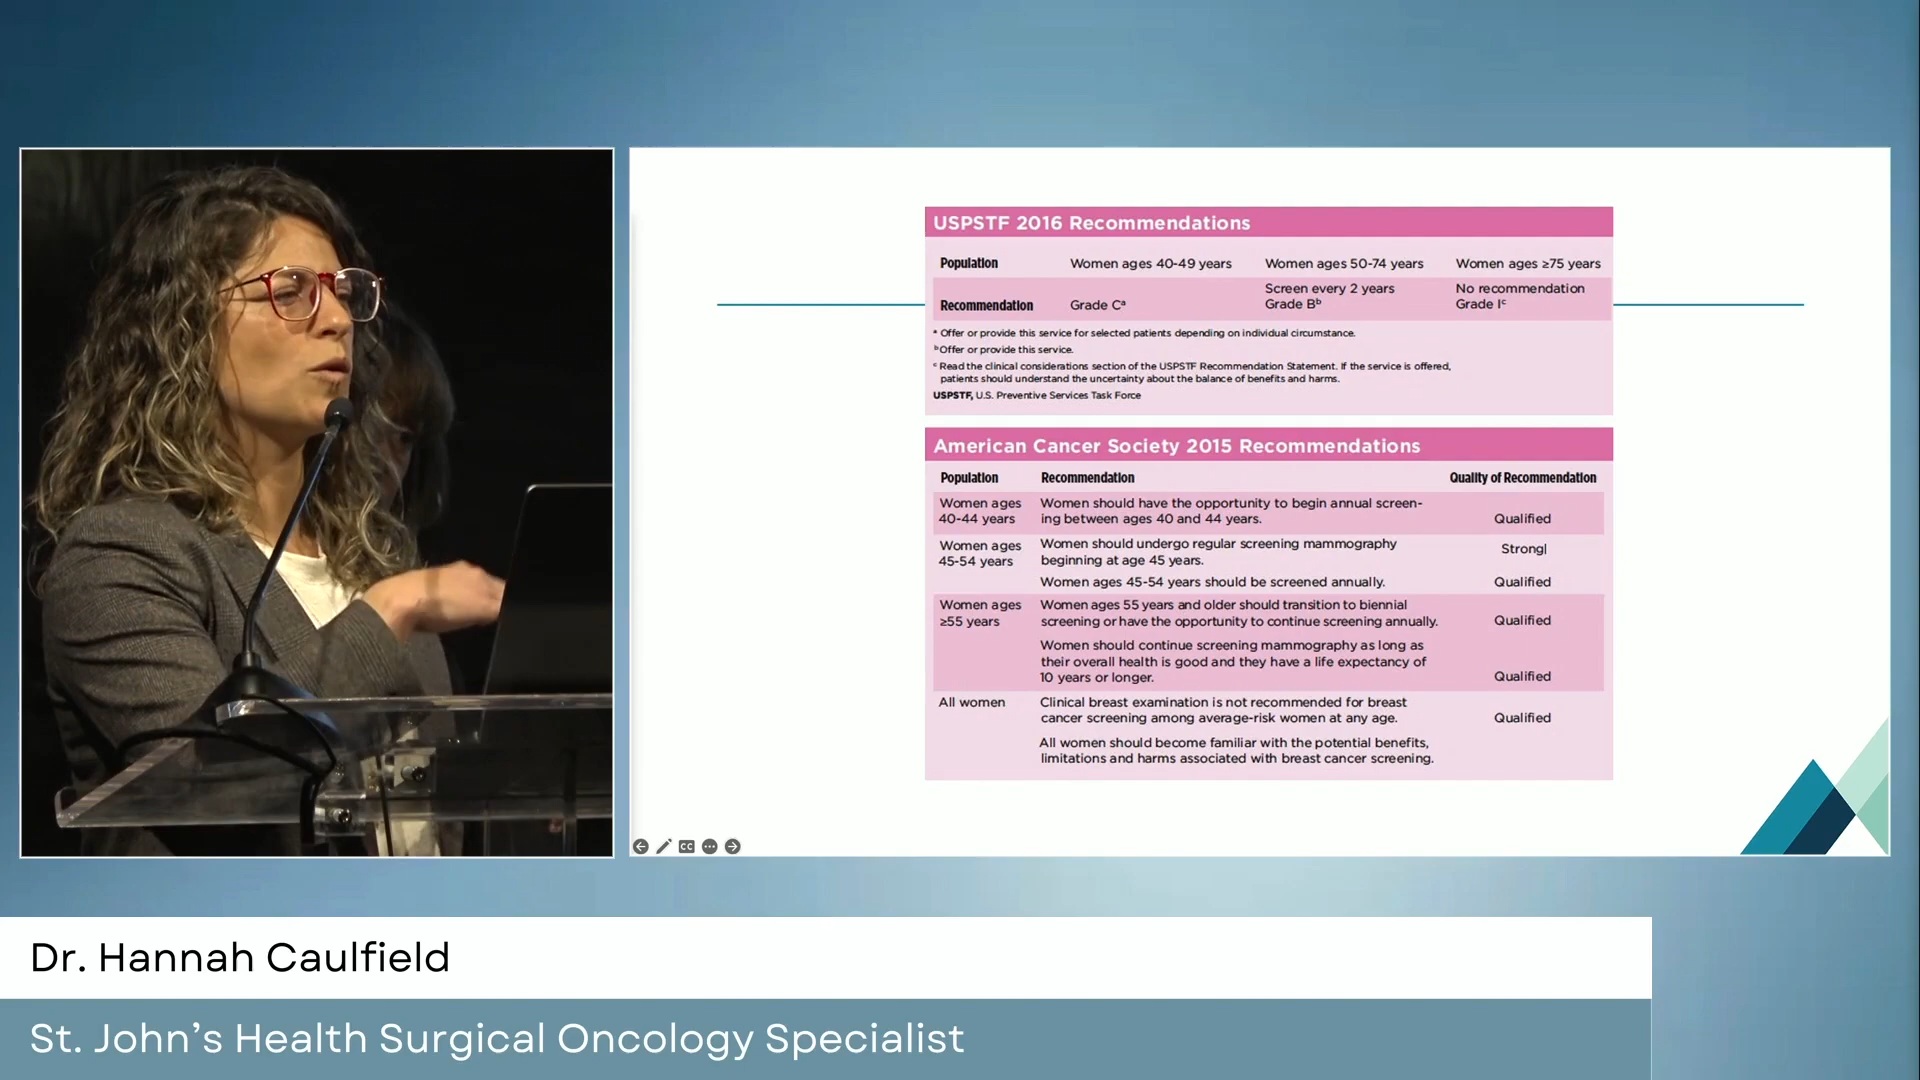 USPSTF 2016 Recommendations
Population Women ages 40-49 years Women ages 50-74 years Women ages ≥75 years
Recommendation Grade Cᵃ Screen every 2 years Grade Bᵇ No recommendation Grade Iᶜ
ᵃ Offer or provide this service for selected patients depending on individual circumstance.
ᵇ Offer or provide this service.
ᶜ Read the clinical considerations section of the USPSTF Recommendation Statement. If the service is offered,
patients should understand the uncertainty about the balance of benefits and harms.
USPSTF, U.S. Preventive Services Task Force
American Cancer Society 2015 Recommendations
Population Recommendation Quality of Recommendation
Women ages 40-44 years
Women should have the opportunity to begin annual screen-
ing between ages 40 and 44 years.
Qualified
Women ages 45-54 years
Women should undergo regular screening mammography
beginning at age 45 years.
Strongl
Women ages 45-54 years should be screened annually.
Qualified
Women ages ≥55 years
Women ages 55 years and older should transition to biennial
screening or have the opportunity to continue screening annually.
Qualified
Women should continue screening mammography as long as
their overall health is good and they have a life expectancy of
10 years or longer.
Qualified
All women
Clinical breast examination is not recommended for breast
cancer screening among average-risk women at any age.
Qualified
All women should become familiar with the potential benefits,
limitations and harms associated with breast cancer screening.
CC
Dr. Hannah Caulfield
St. John’s Health Surgical Oncology Specialist